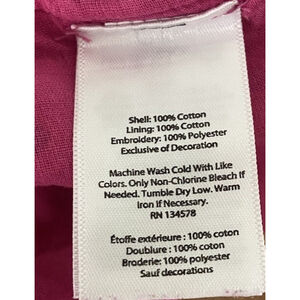 Shell: 100% Cotton
Lining: 100% Cotton
Embroidery: 100% Polyester
Exclusive of Decoration
Machine Wash Cold With Like
Colors. Only Non-Chlorine Bleach If
Needed. Tumble Dry Low. Warm
Iron if Necessary.
RN 134578
Étoffe extérieure : 100% coton
Doublure : 100% coton
Broderie: 100% polyester
Sauf decorations